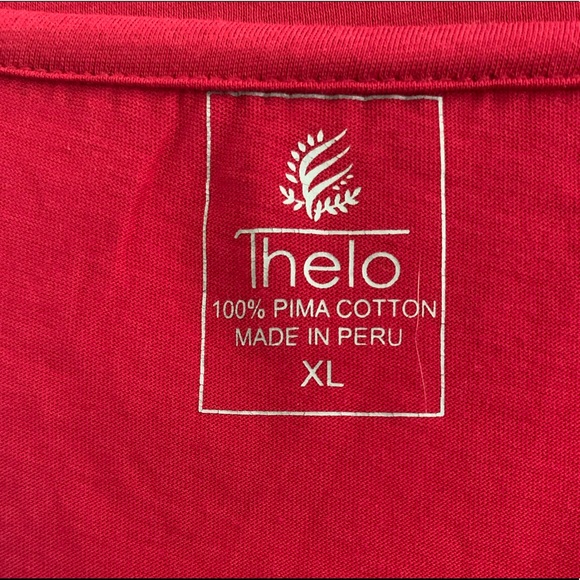 Thelo
100% PIMA COTTON
MADE IN PERU
XL